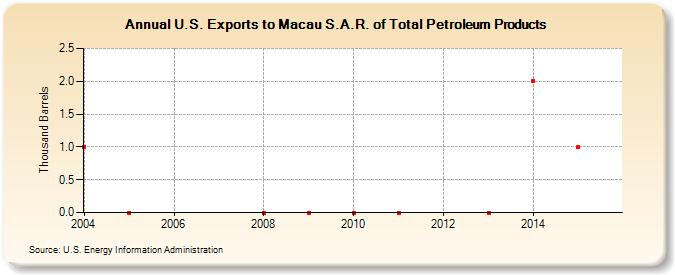 Annual U.S. Exports to Macau S.A.R. of Total Petroleum Products
Thousand Barrels
2.5
2.0
1.5
1.0
0.5
0.0
2004 2006 2008 2010 2012 2014
Source: U.S. Energy Information Administration